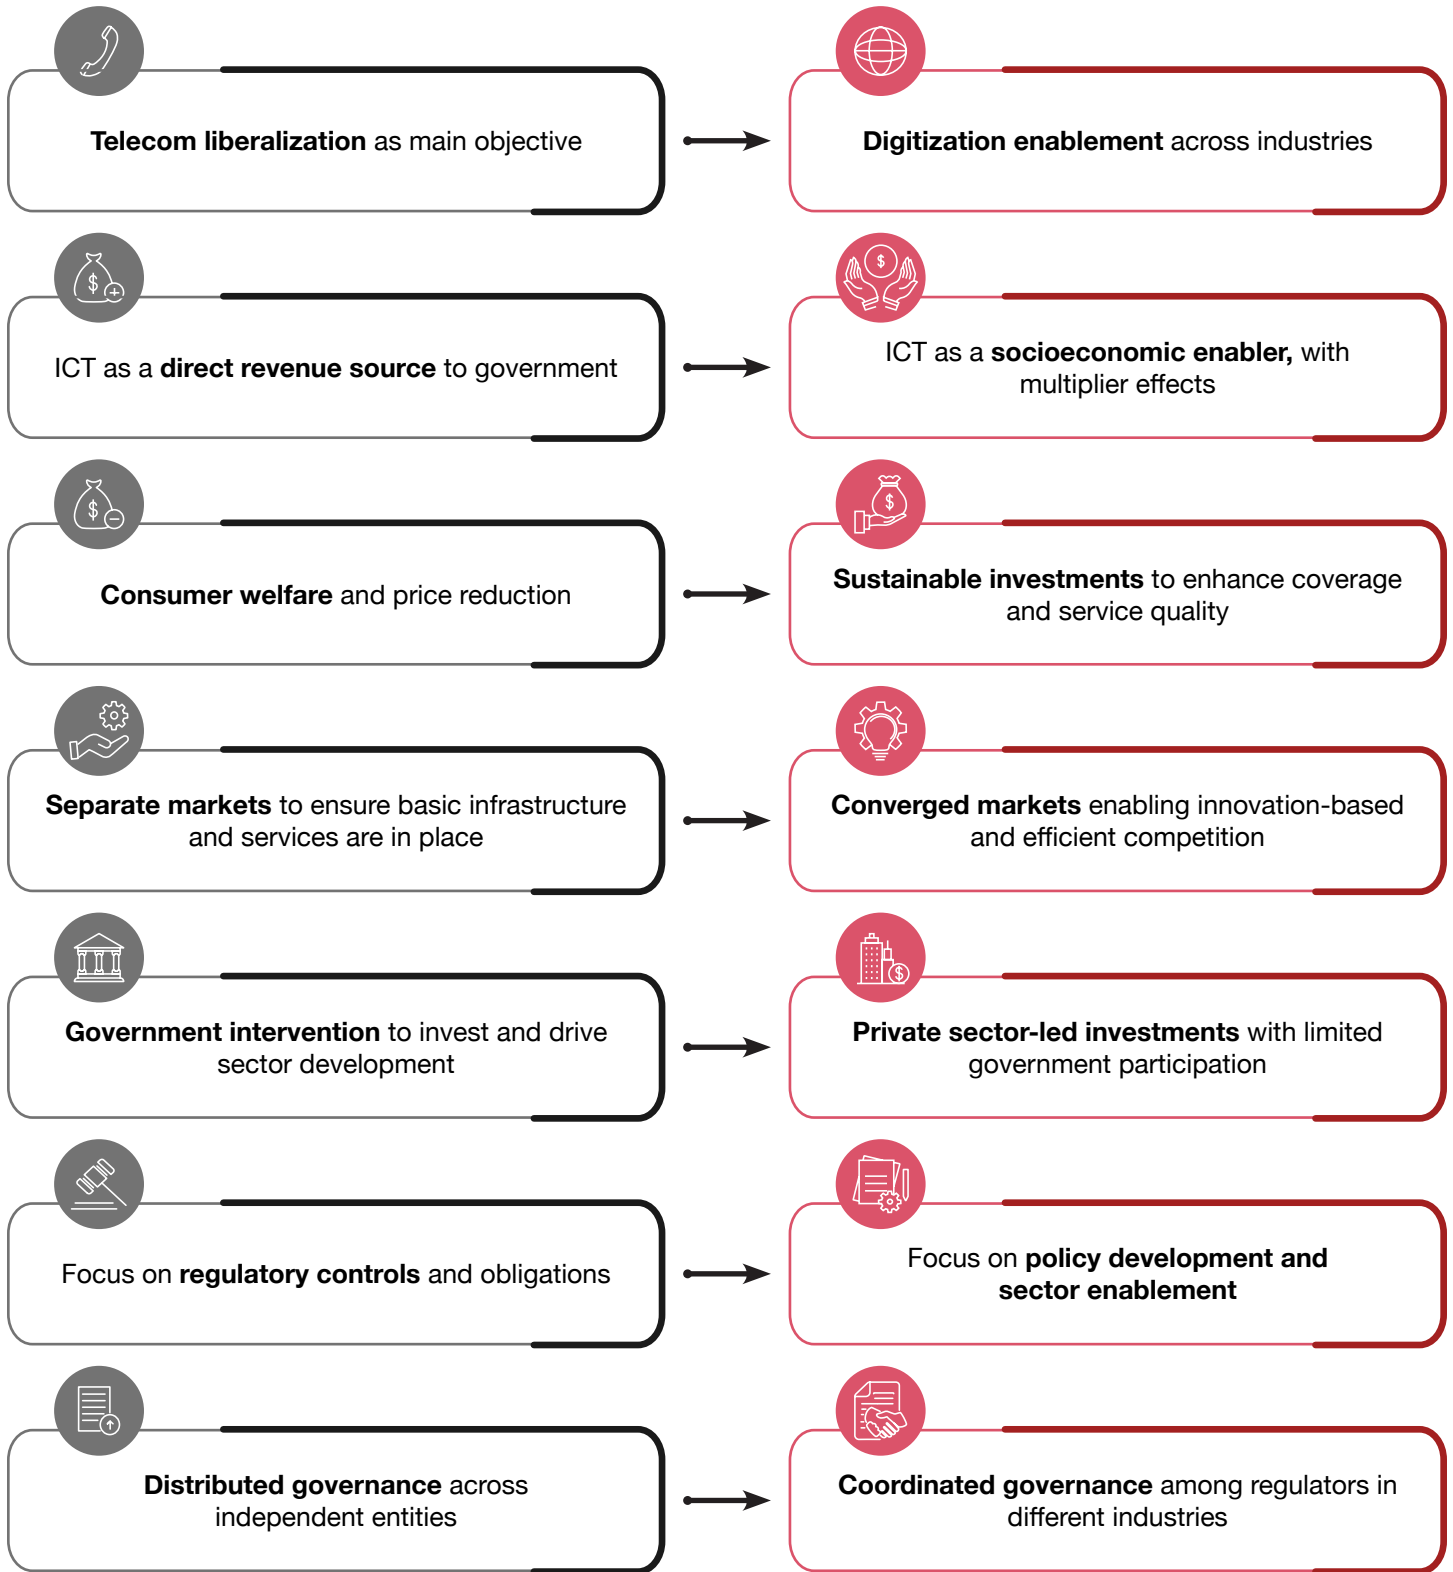 Telecom liberalization as main objective
Digitization enablement across industries
ICT as a direct revenue source to government
ICT as a socioeconomic enabler, with
multiplier effects
Consumer welfare and price reduction
Sustainable investments to enhance coverage
and service quality
Separate markets to ensure basic infrastructure
and services are in place
Converged markets enabling innovation-based
and efficient competition
Government intervention to invest and drive
sector development
Private sector-led investments with limited
government participation
Focus on regulatory controls and obligations
Focus on policy development and
sector enablement
Distributed governance across
independent entities
Coordinated governance among regulators in
different industries